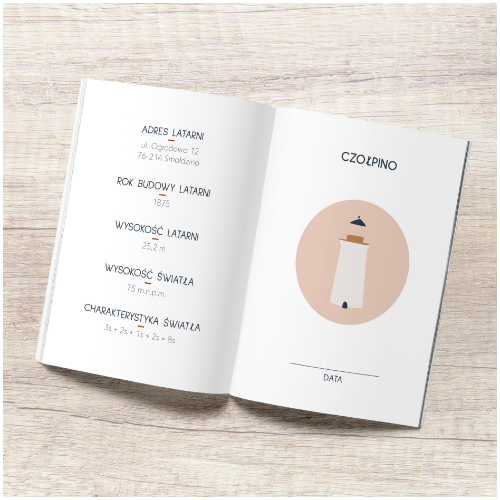 ADRES LATARNI
ul. Ogrodowa 12
76-214 Smołdzino
ROK BUDOWY LATARNI
1875
WYSOKOŚĆ LATARNI
25,2 m
WYSOKOŚĆ ŚWIATŁA
75 m.n.p.m.
CHARAKTERYSTYKA ŚWIATŁA
3s + 2s + 1s + 2s = 8s
CZOŁPINO
DATA